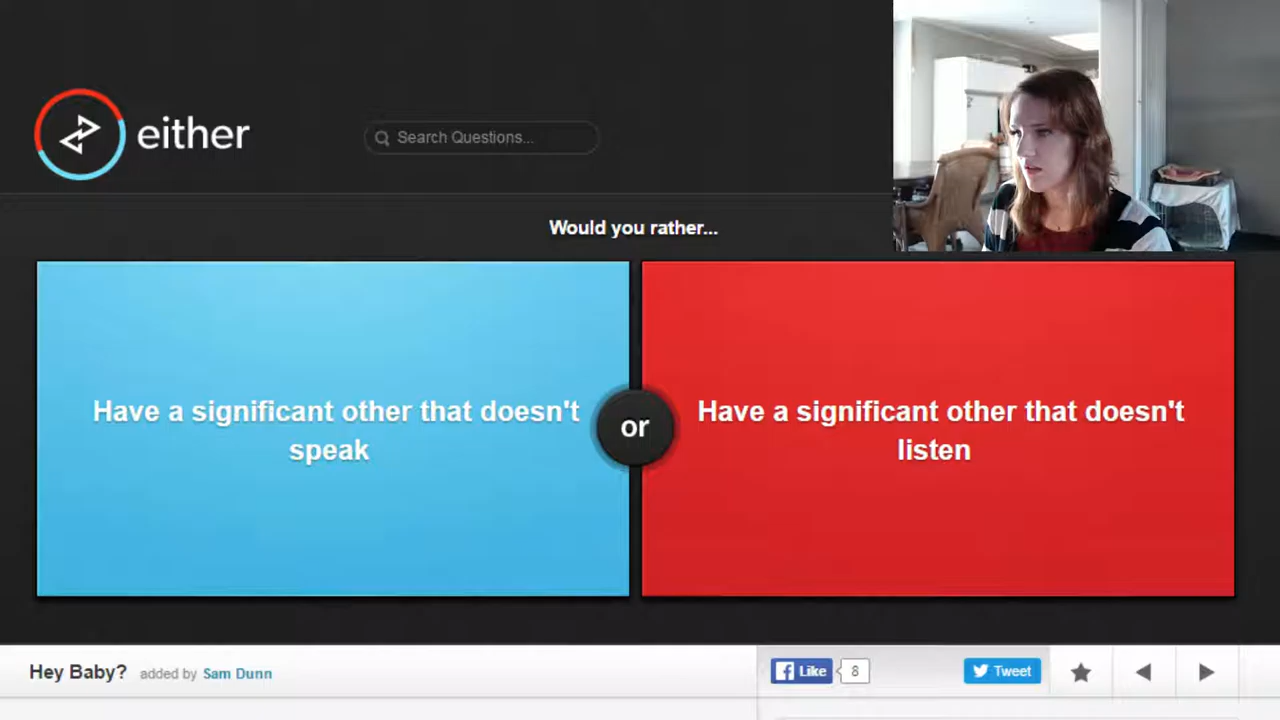 either
Search Questions...
Would you rather...
Have a significant other that doesn't
speak
or
Have a significant other that doesn't
listen
Hey Baby? added by Sam Dunn
Like 8
Tweet